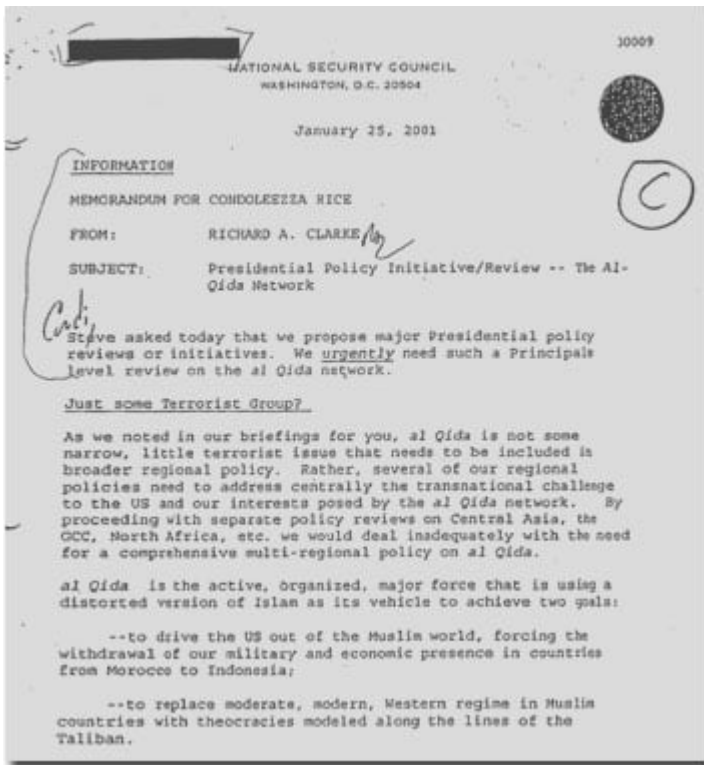 30009
NATIONAL SECURITY COUNCIL
WASHINGTON, D.C. 20504
January 25, 2001
INFORMATION
MEMORANDUM FOR CONDOLEEZZA RICE
FROM: RICHARD A. CLARKE
SUBJECT: Presidential Policy Initiative/Review -- The Al-
Qida Network
C
Condi,
Steve asked today that we propose major Presidential policy
reviews or initiatives. We urgently need such a Principals
level review on the al Qida network.
Just some Terrorist Group?
As we noted in our briefings for you, al Qida is not some
narrow, little terrorist issue that needs to be included in
broader regional policy. Rather, several of our regional
policies need to address centrally the transnational challenge
to the US and our interests posed by the al Qida network. By
proceeding with separate policy reviews on Central Asia, the
GCC, North Africa, etc. we would deal inadequately with the need
for a comprehensive multi-regional policy on al Qida.
al Qida is the active, organized, major force that is using a
distorted version of Islam as its vehicle to achieve two goals:
--to drive the US out of the Muslim world, forcing the
withdrawal of our military and economic presence in countries
from Morocco to Indonesia;
--to replace moderate, modern, Western regime in Muslim
countries with theocracies modeled along the lines of the
Taliban.